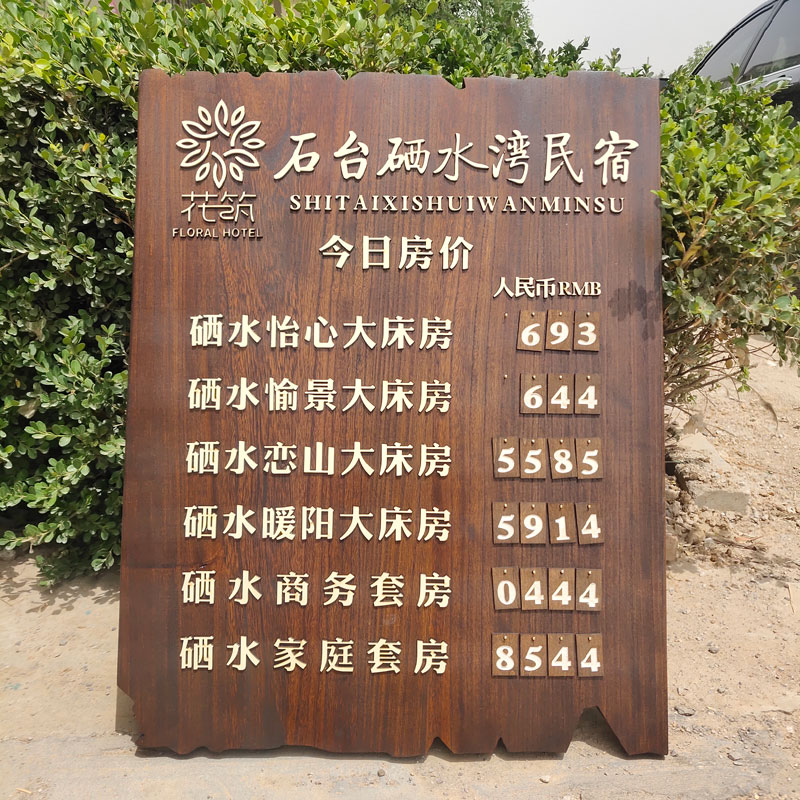 花筑
FLORAL HOTEL
石台硒水湾民宿
SHITAIXISHUIWANMINSU
今日房价
人民币 RMB
硒水怡心大床房 693
硒水愉景大床房 644
硒水恋山大床房 5585
硒水暖阳大床房 5914
硒水商务套房 0444
硒水家庭套房 8544